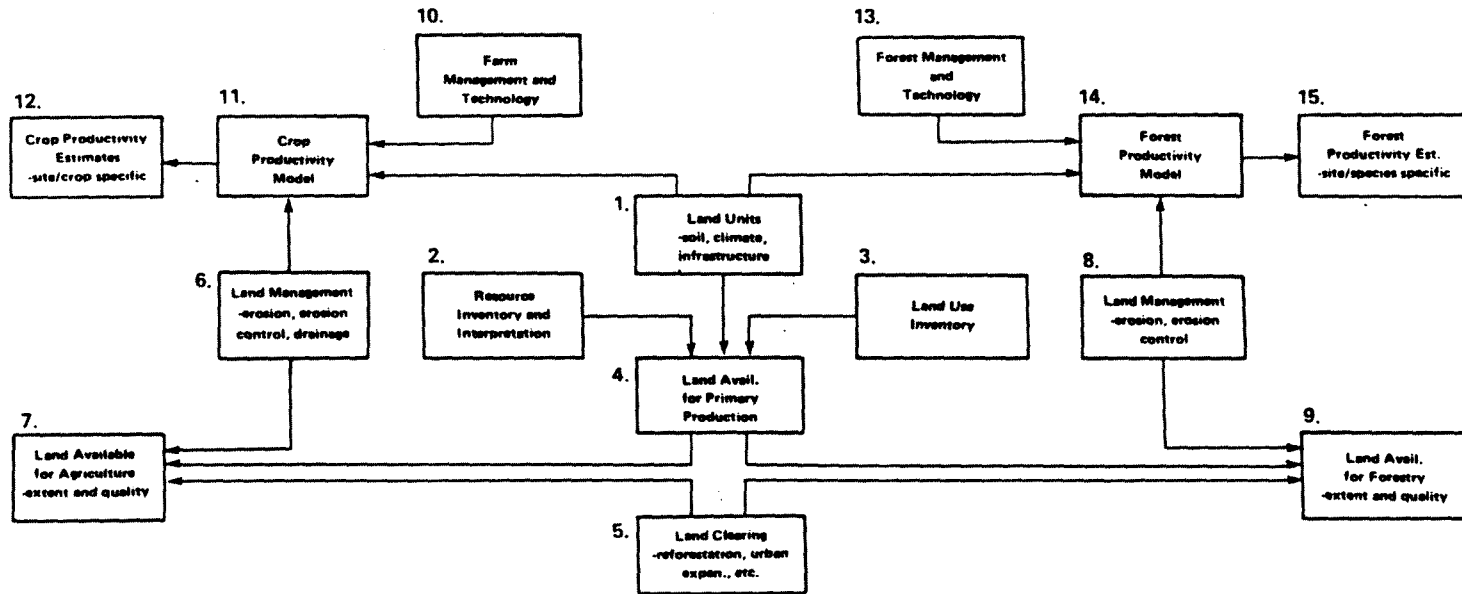 10.
Farm
Management and
Technology
13.
Forest Management
and
Technology
12.
Crop Productivity
Estimates
-site/crop specific
11.
Crop
Productivity
Model
14.
Forest
Productivity
Model
15.
Forest
Productivity Est.
-site/species specific
1.
Land Units
-soil, climate,
infrastructure
2.
Resource
Inventory and
Interpretation
3.
Land Use
Inventory
6.
Land Management
-erosion, erosion
control, drainage
8.
Land Management
-erosion, erosion
control
4.
Land Avail.
for Primary
Production
7.
Land Available
for Agriculture
-extent and quality
9.
Land Avail.
for Forestry
-extent and quality
5.
Land Clearing
-reforestation, urban
expan., etc.